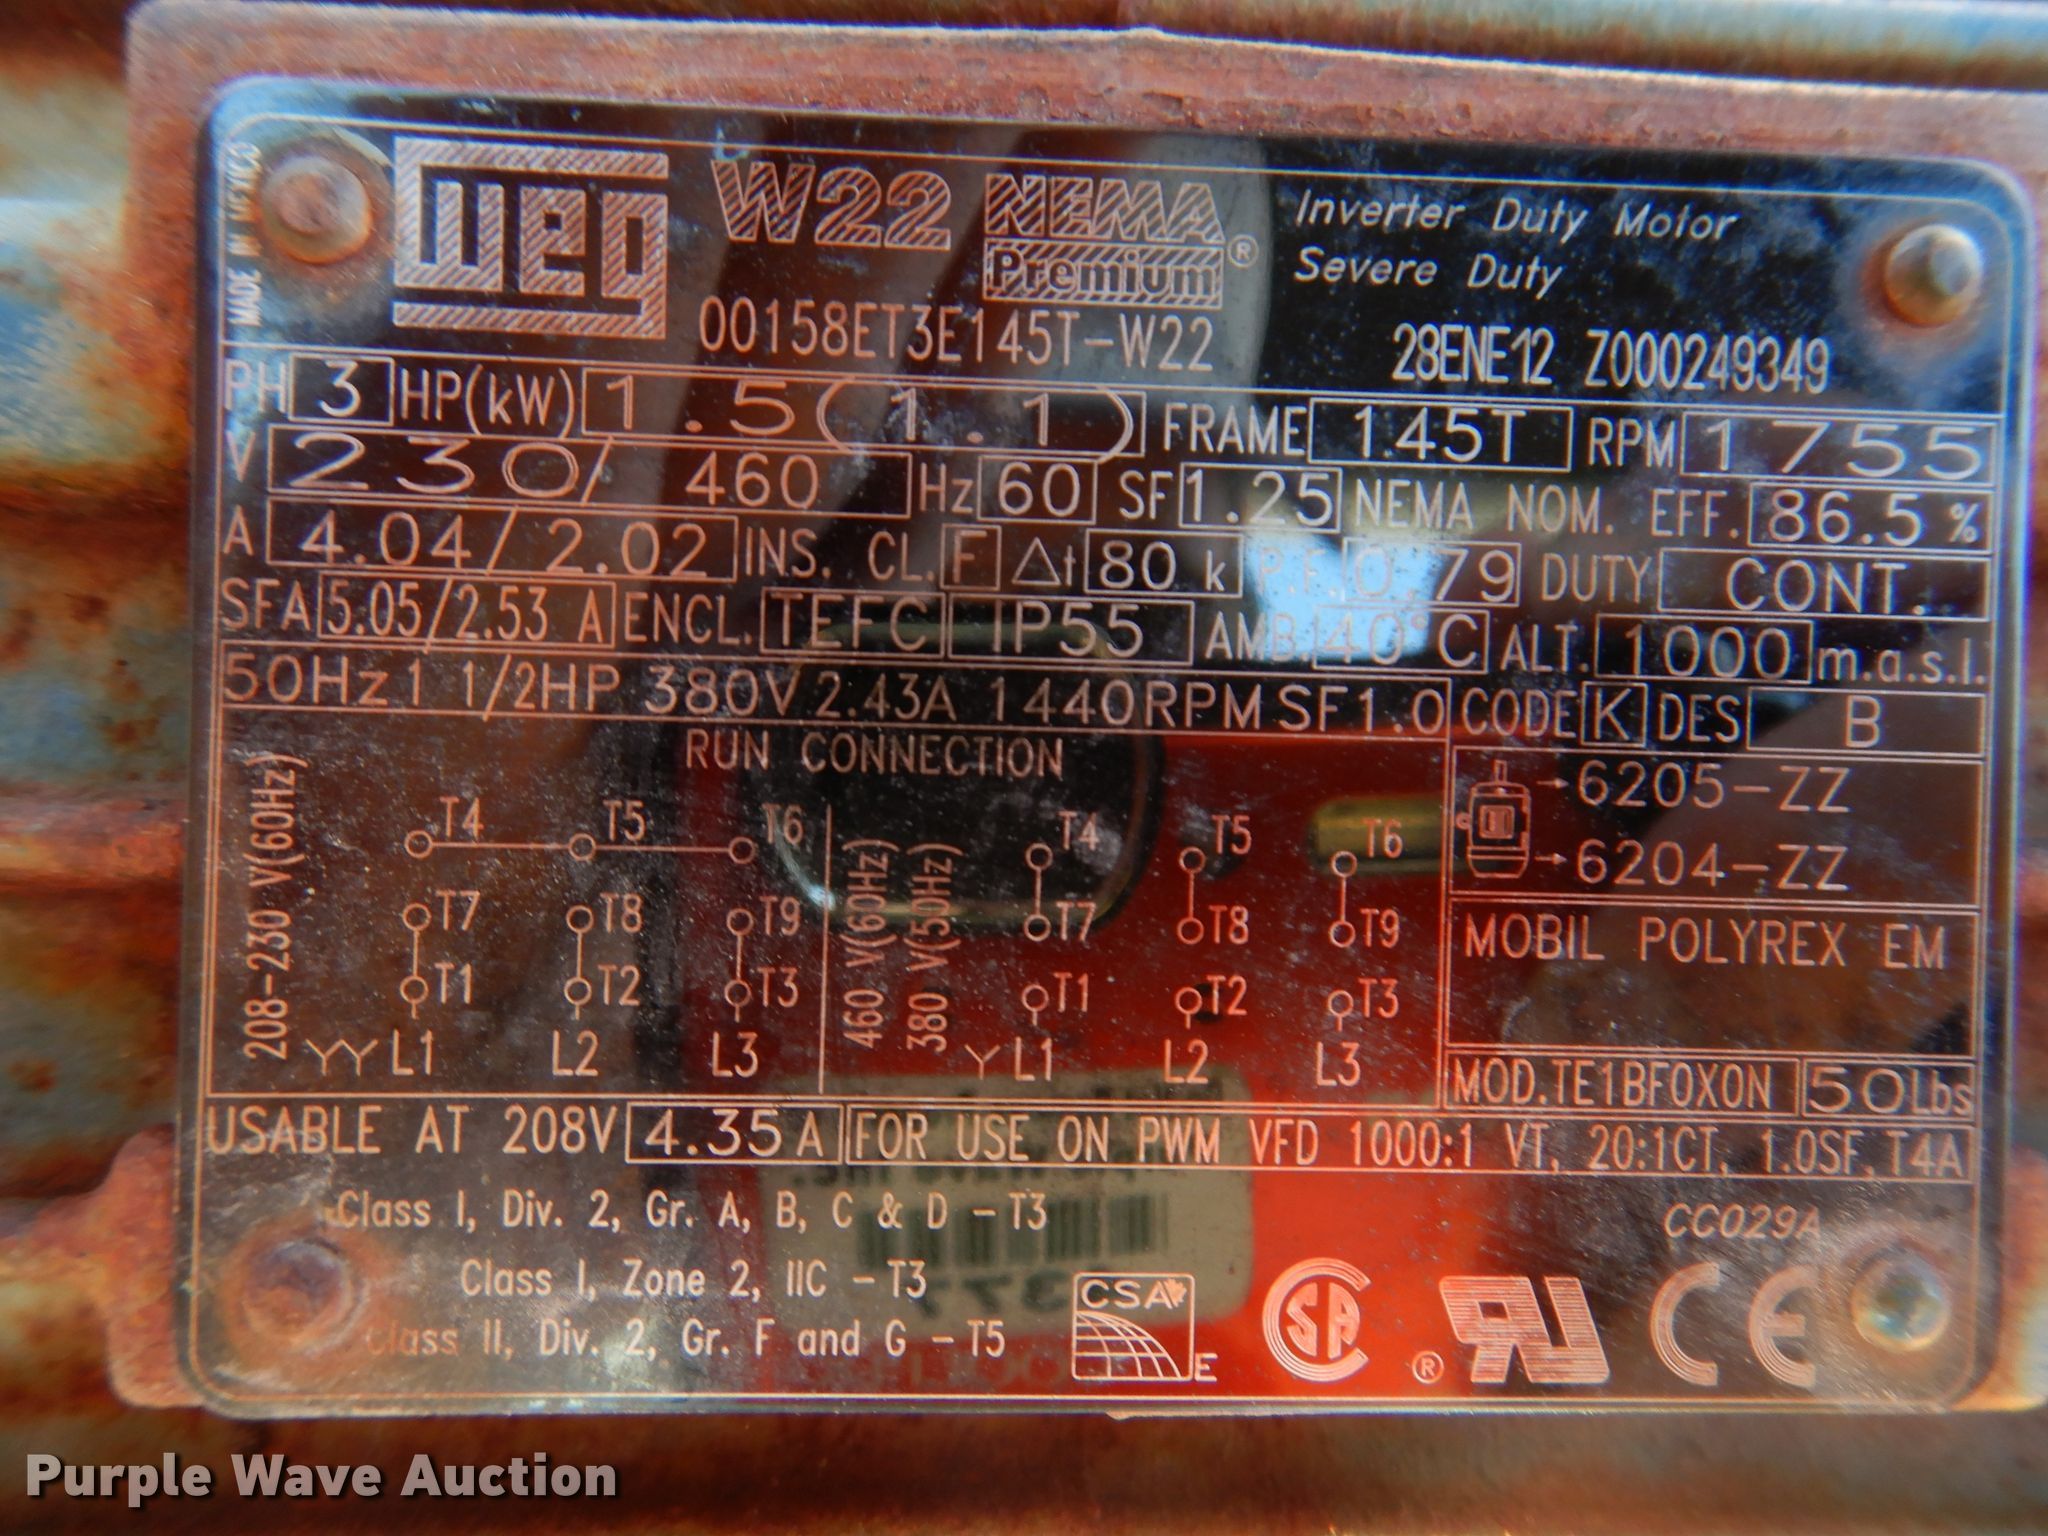 MADE IN MEXICO
WEG W22 NEMA Premium® Inverter Duty Motor
Severe Duty
00158ET3E145T-W22 28ENE12 Z000249349
PH 3 HP(kW) 1.5(1.1) FRAME 145T RPM 1755
V 230/460 Hz 60 SF 1.25 NEMA NOM. EFF. 86.5 %
A 4.04/2.02 INS. CL. F Δt 80 k P.F. 0.79 DUTY CONT.
SFA 5.05/2.53 A ENCL. TEFC IP55 AMB. 40°C ALT. 1000 m.a.s.l.
50Hz 1 1/2HP 380V 2.43A 1440RPM SF1.0 CODE K DES B
RUN CONNECTION
208-230 V(60Hz)
T4 T5 T6
T7 T8 T9
T1 T2 T3
YY L1 L2 L3
460 V(60Hz)
380 V(50Hz)
T4 T5 T6
T7 T8 T9
T1 T2 T3
Y L1 L2 L3
→6205-ZZ
→6204-ZZ
MOBIL POLYREX EM
MOD.TE1BF0X0N 50Lbs
USABLE AT 208V 4.35 A FOR USE ON PWM VFD 1000:1 VT, 20:1CT, 1.0SF, T4A
Class I, Div. 2, Gr. A, B, C & D - T3
CC029A
Class I, Zone 2, IIC - T3
Class II, Div. 2, Gr. F and G - T5
CSA E SA ® UR CE
Purple Wave Auction